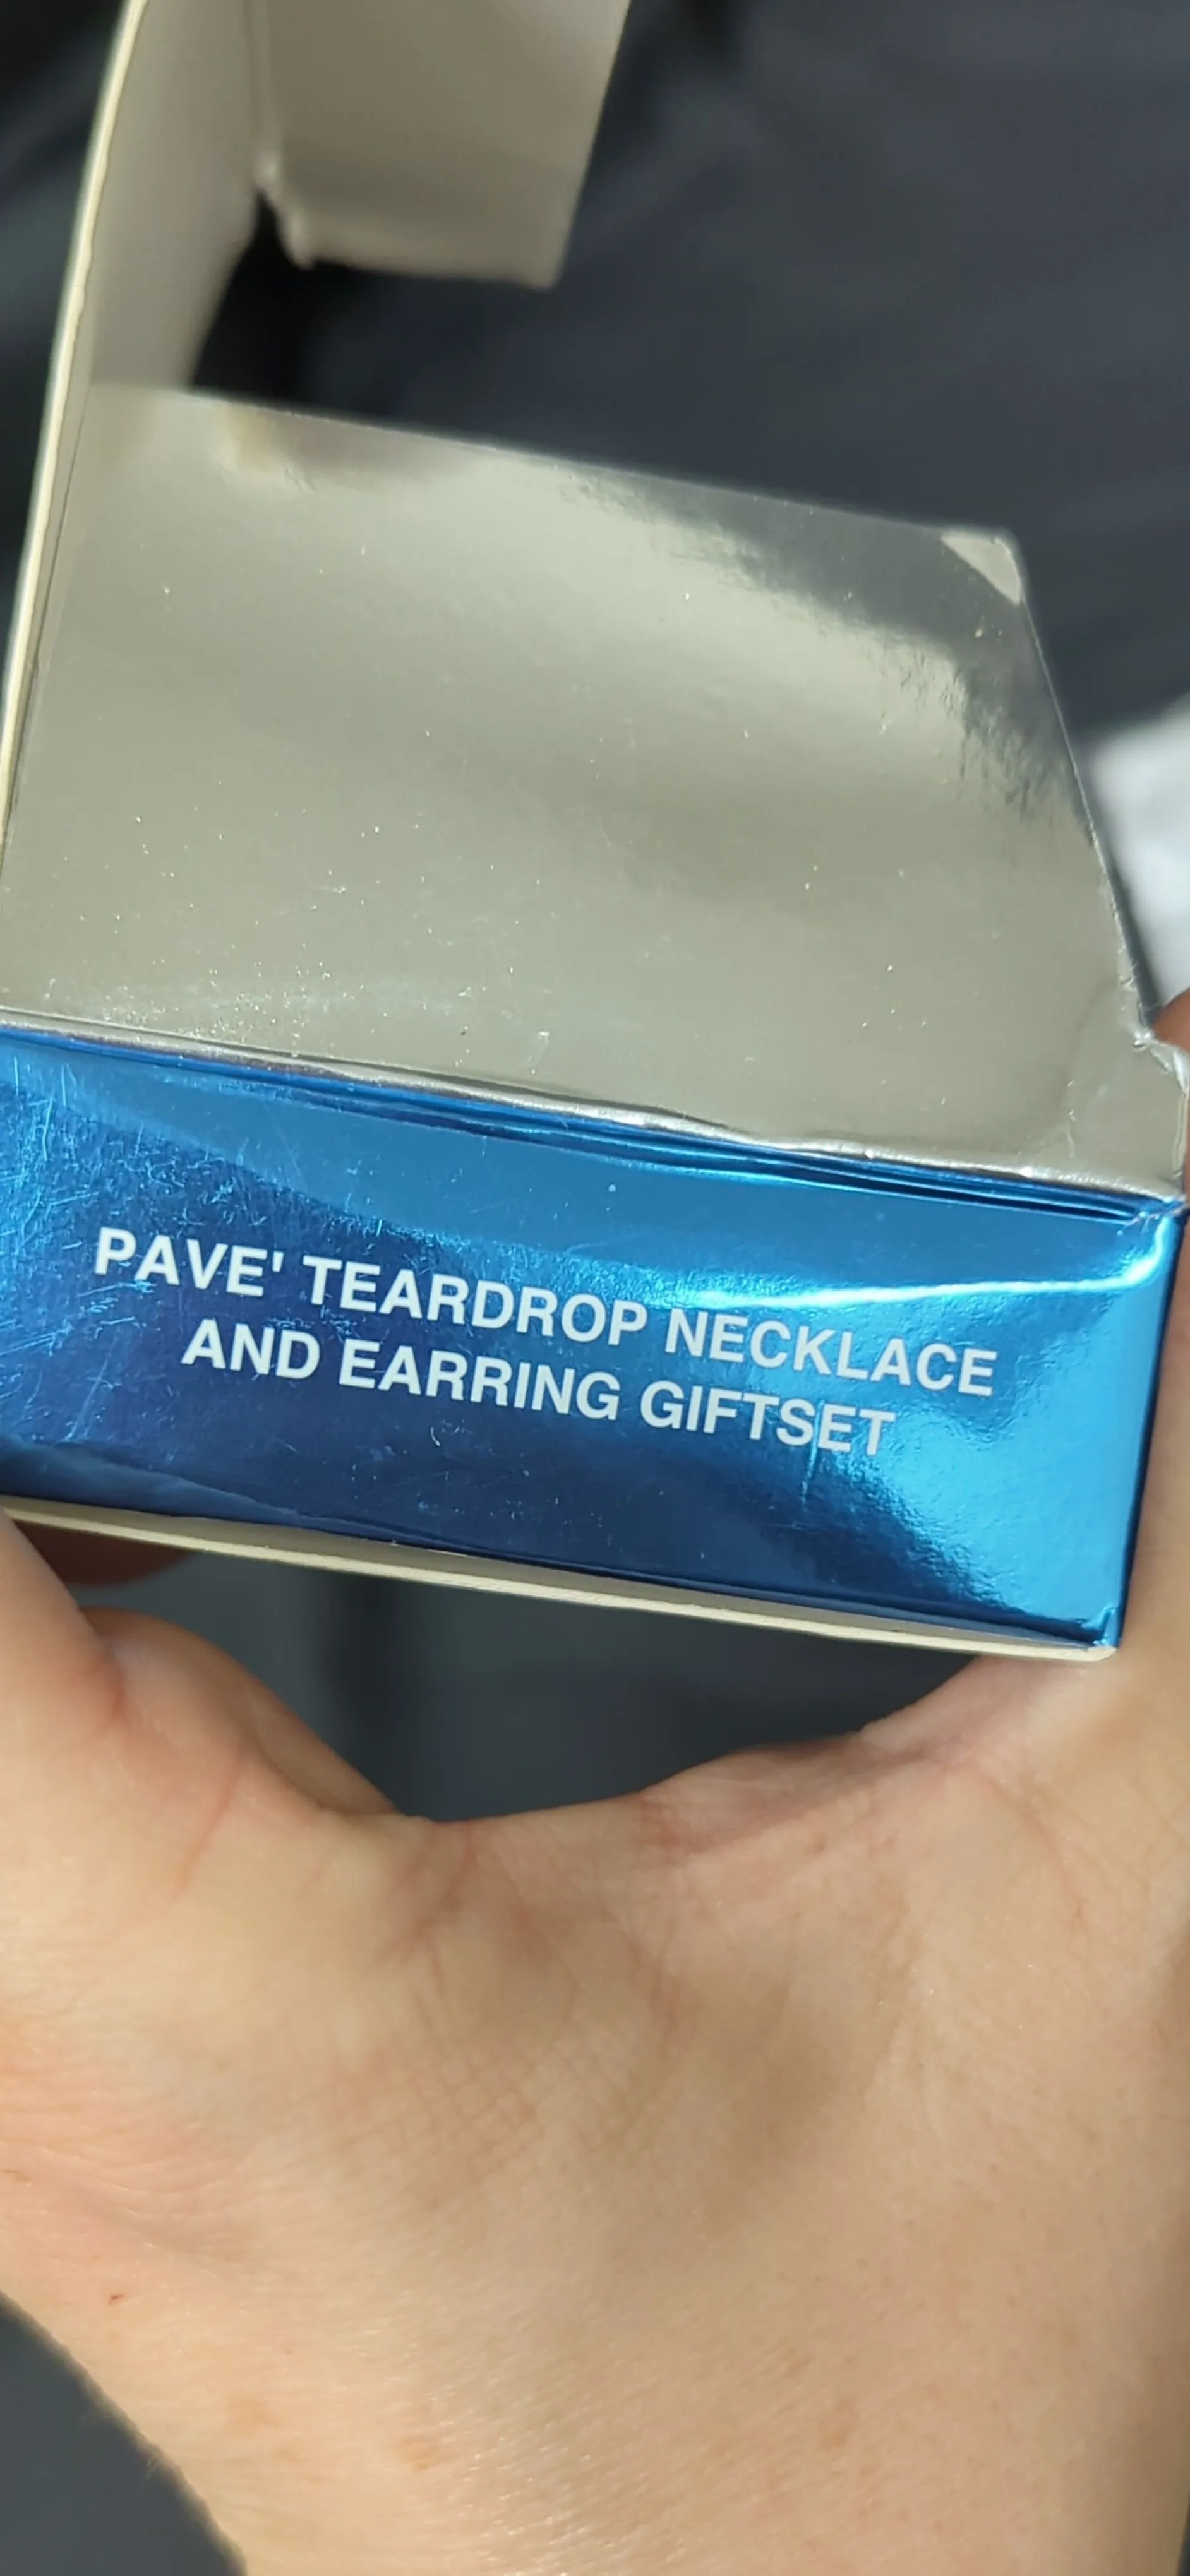 PAVE' TEARDROP NECKLACE
AND EARRING GIFTSET